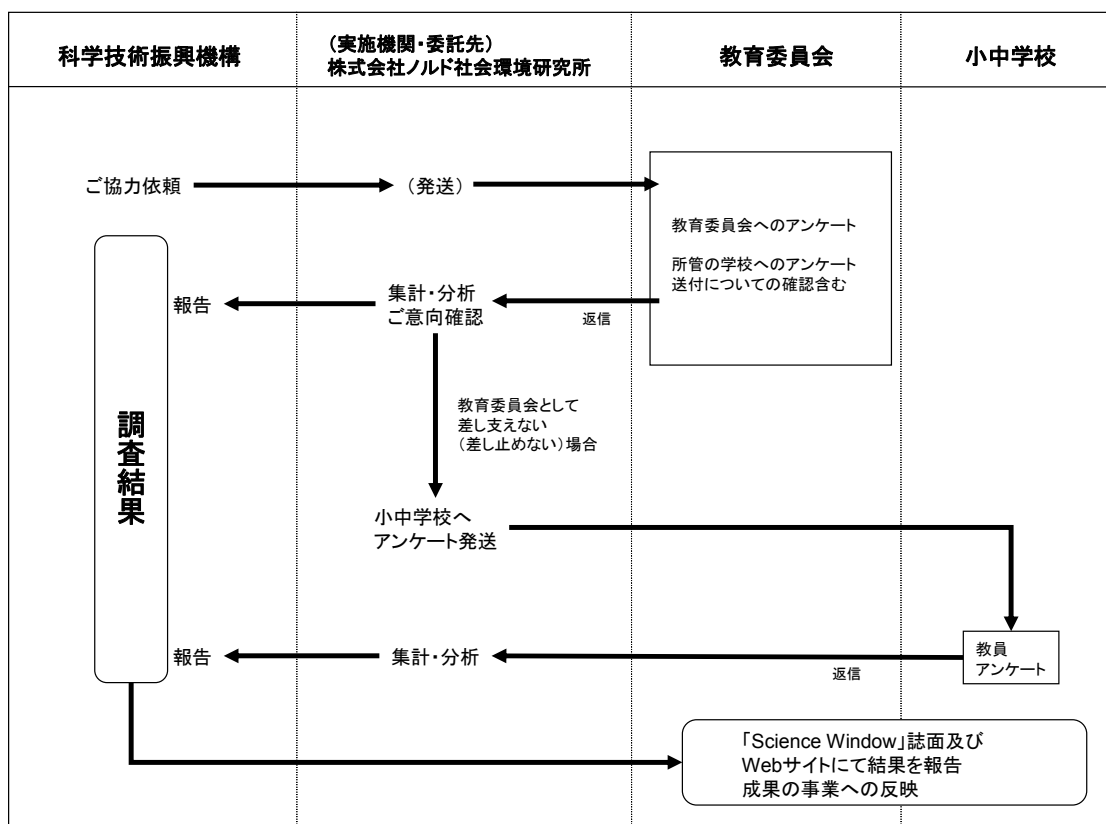 科学技術振興機構
（実施機関・委託先）
株式会社ノルド社会環境研究所
教育委員会
小中学校
ご協力依頼
（発送）
教育委員会へのアンケート
所管の学校へのアンケート
送付についての確認含む
報告
集計・分析
ご意向確認
返信
教育委員会として
差し支えない
（差し止めない）場合
調査結果
小中学校へ
アンケート発送
報告
集計・分析
返信
教員
アンケート
「Science Window」誌面及び
Webサイトにて結果を報告
成果の事業への反映